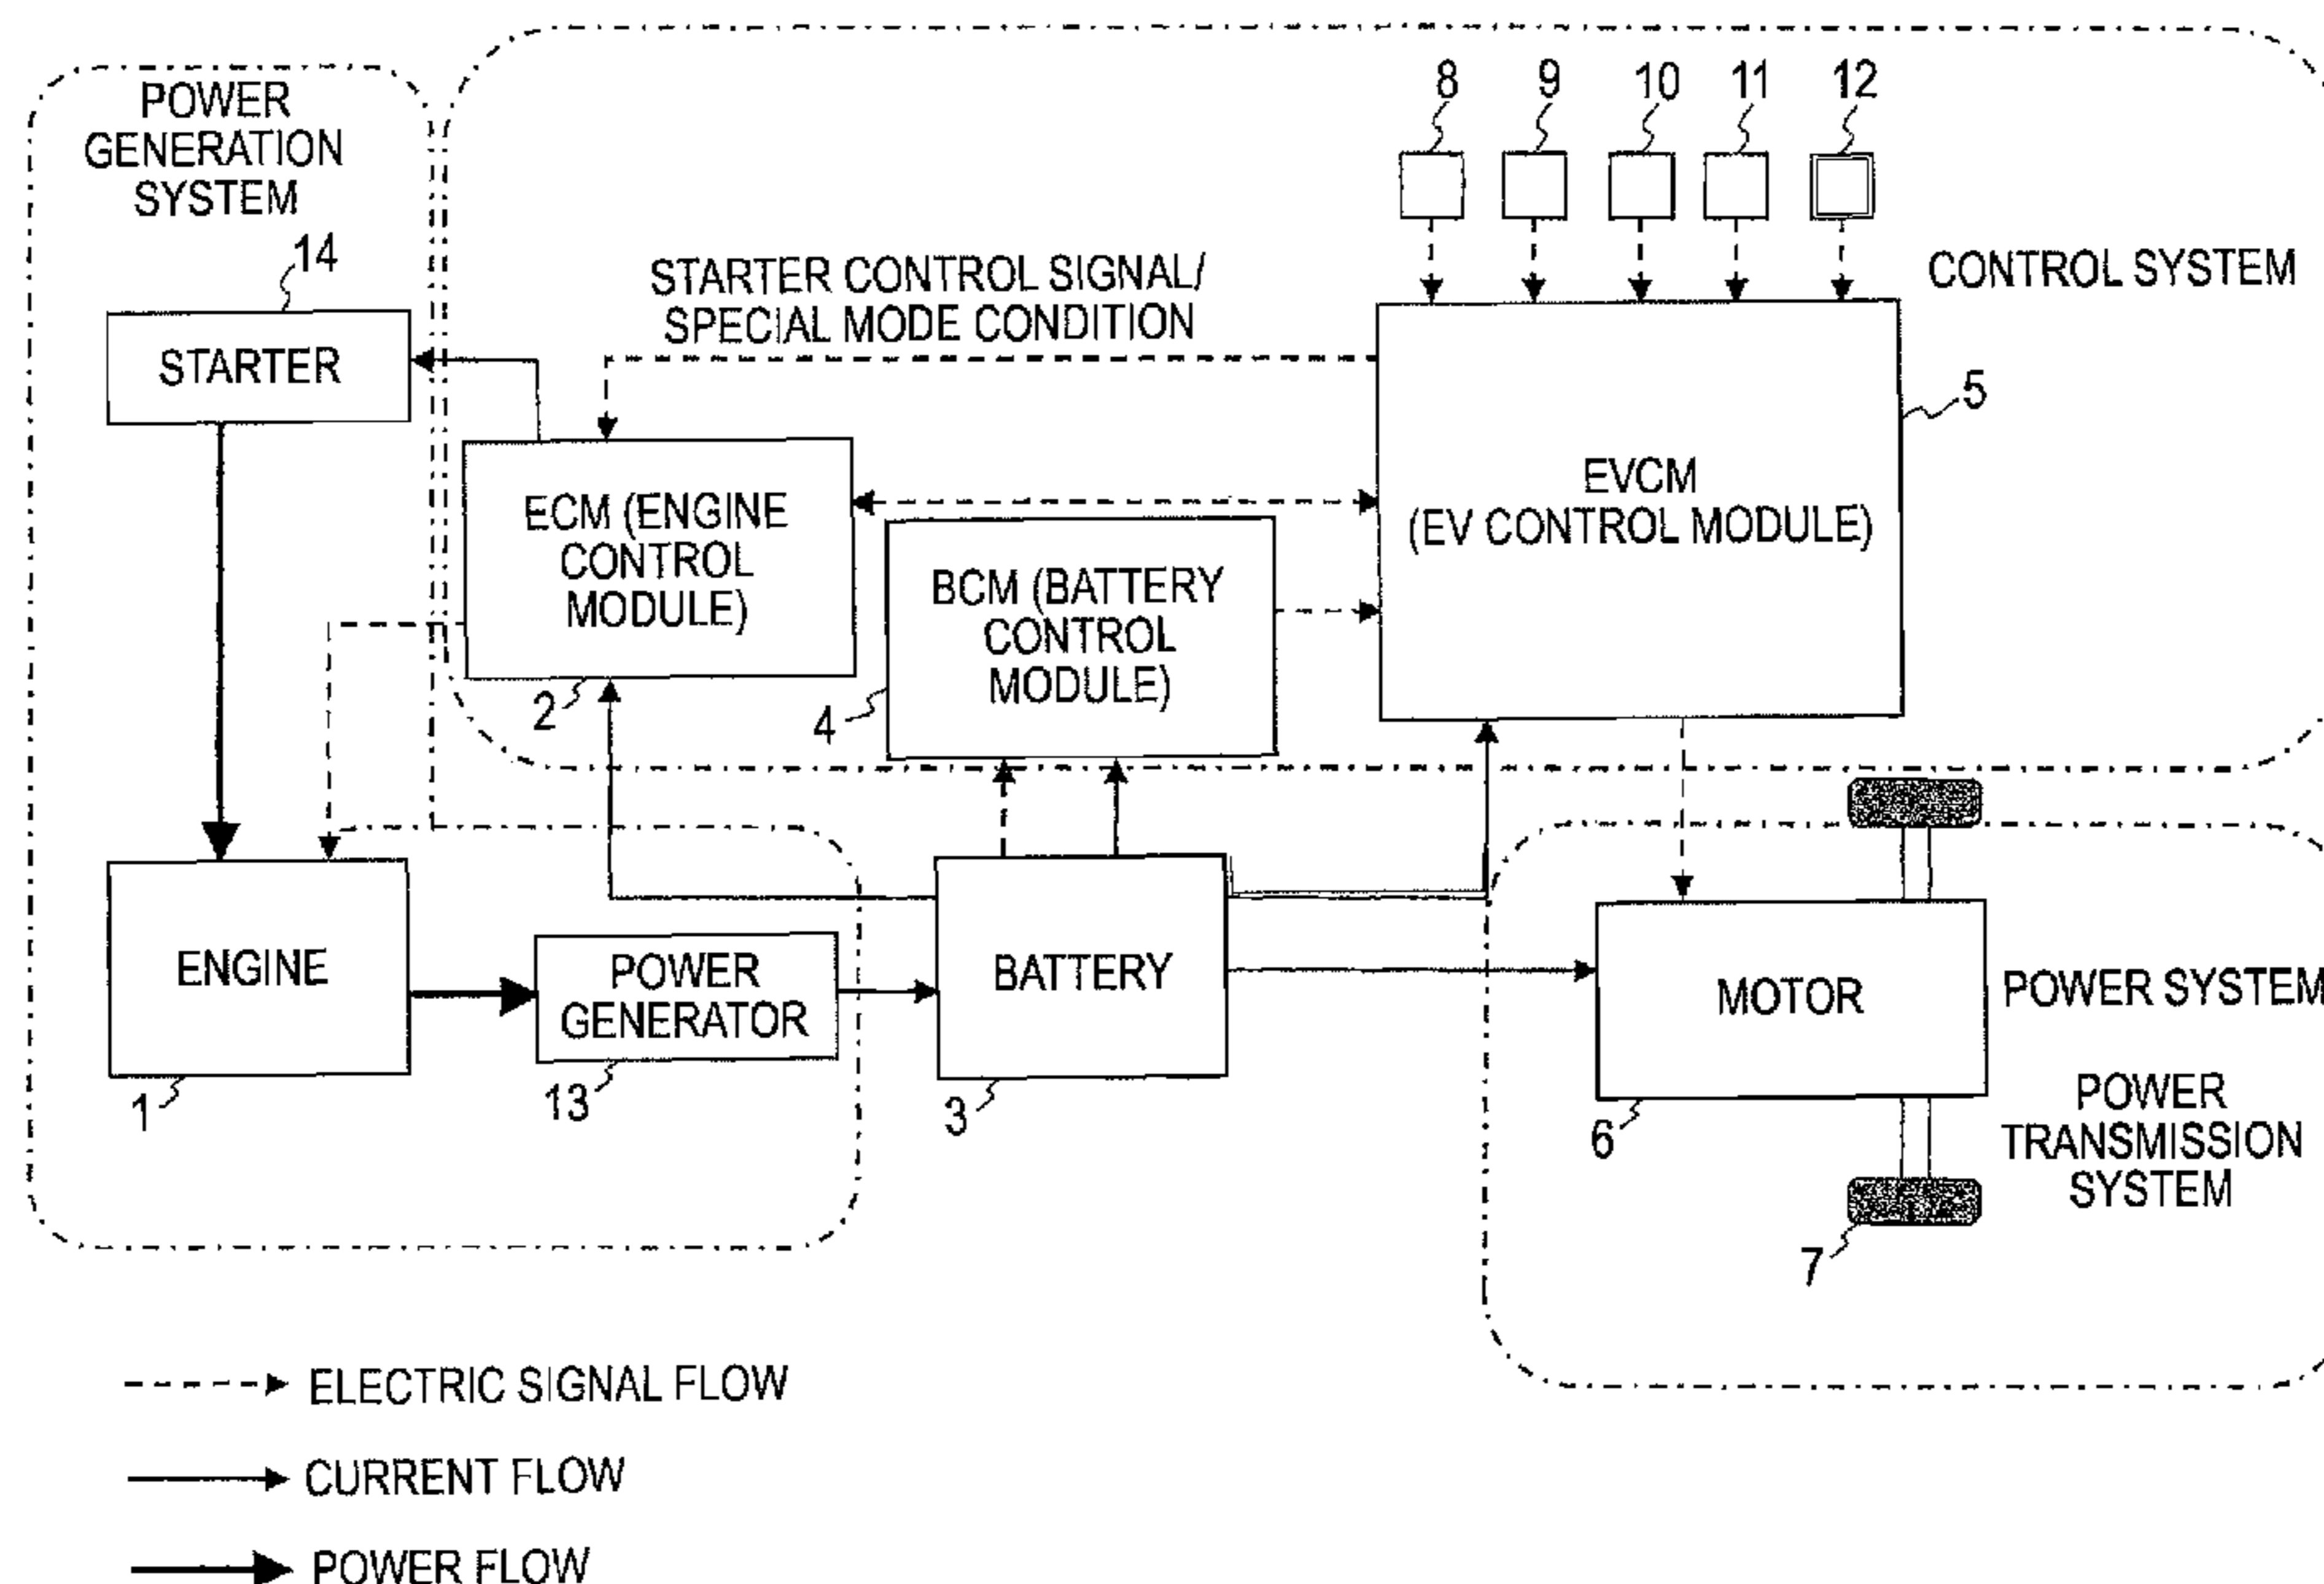 POWER
GENERATION
SYSTEM
14
STARTER
8 9 10 11 12
CONTROL SYSTEM
STARTER CONTROL SIGNAL/
SPECIAL MODE CONDITION
5
EVCM
(EV CONTROL MODULE)
ECM (ENGINE
CONTROL
MODULE)
2
BCM (BATTERY
CONTROL
MODULE)
4
ENGINE
1
POWER
GENERATOR
13
BATTERY
3
MOTOR
6
POWER SYSTEM
POWER
TRANSMISSION
SYSTEM
7
ELECTRIC SIGNAL FLOW
CURRENT FLOW
POWER FLOW